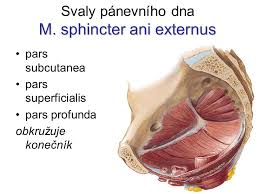 Svaly pánevního dna
M. sphincter ani externus
• pars
subcutanea
• pars
superficialis
• pars profunda
obkružuje
konečník